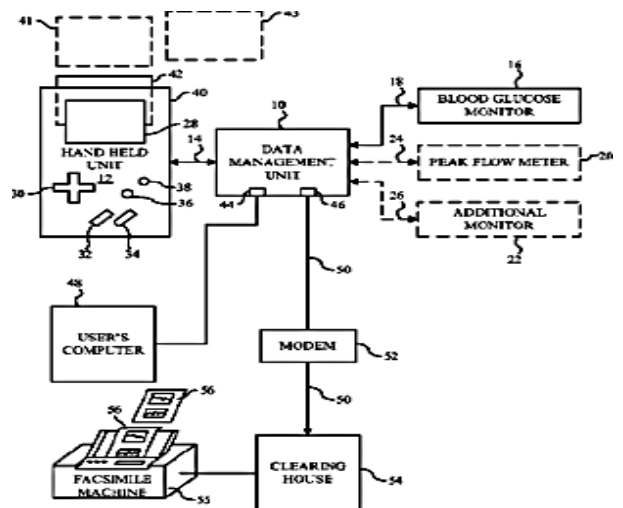 41
43
42
40
28
HAND HELD
UNIT
12
30
38
36
32
34
14
10
DATA
MANAGEMENT
UNIT
44
46
18
16
BLOOD GLUCOSE
MONITOR
24
PEAK FLOW METER
20
26
ADDITIONAL
MONITOR
22
50
48
USER'S
COMPUTER
MODEM
52
50
56
56
FACSIMILE
MACHINE
55
CLEARING
HOUSE
54